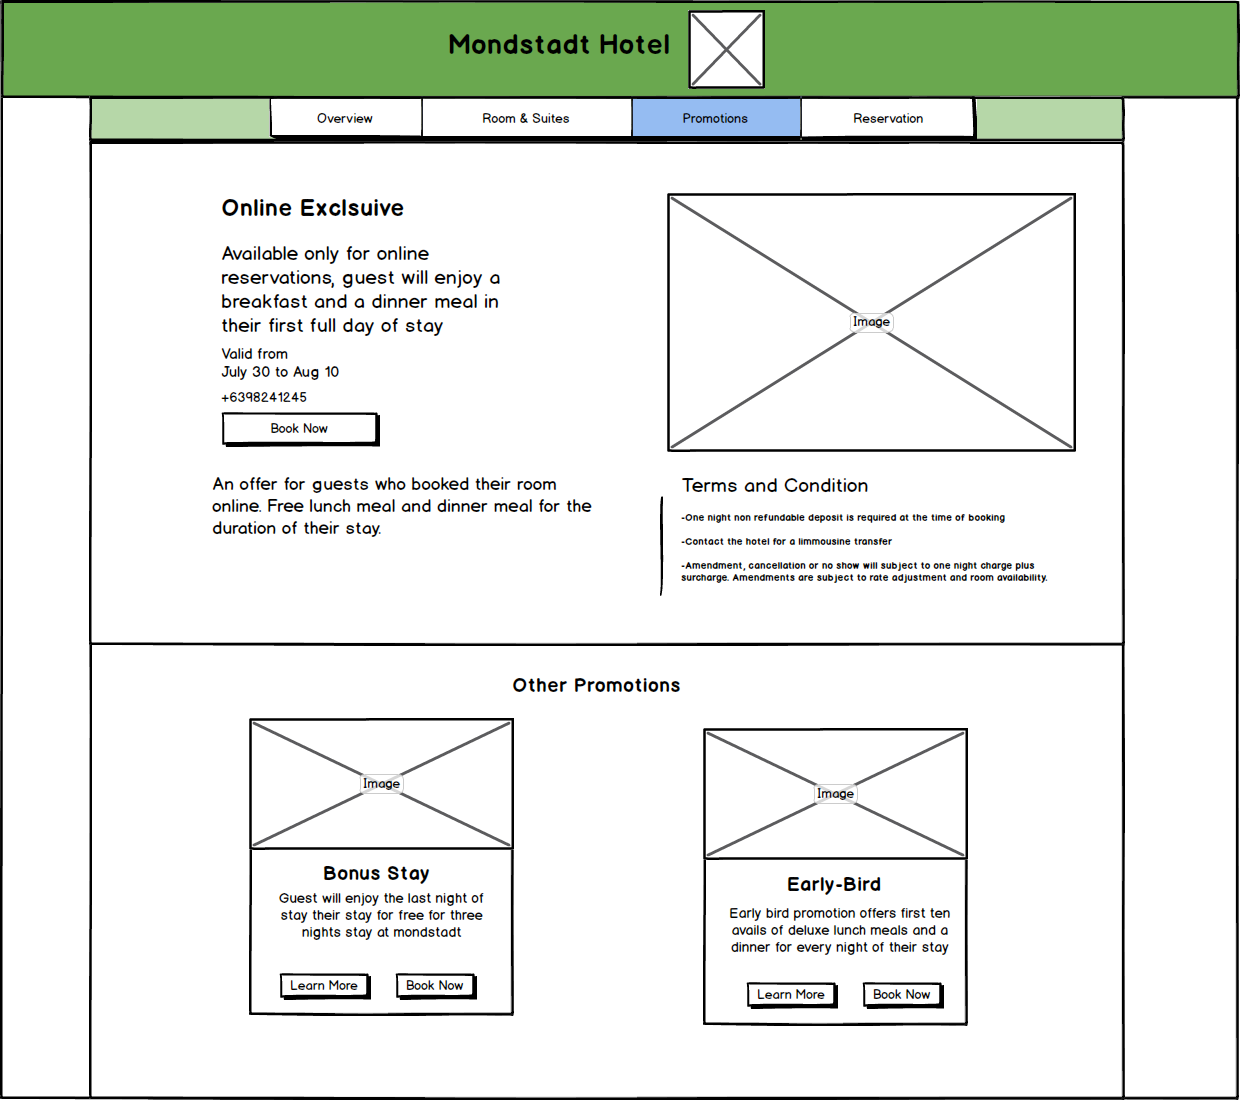 Mondstadt Hotel
Overview
Room & Suites
Promotions
Reservation
Online Exclsuive
Available only for online
reservations, guest will enjoy a
breakfast and a dinner meal in
their first full day of stay
Valid from
July 30 to Aug 10
+6398241245
Book Now
An offer for guests who booked their room
online. Free lunch meal and dinner meal for the
duration of their stay.
Image
Terms and Condition
-One night non refundable deposit is required at the time of booking
-Contact the hotel for a limmousine transfer
-Amendment, cancellation or no show will subject to one night charge plus
surcharge. Amendments are subject to rate adjustment and room availability.
Other Promotions
Image
Bonus Stay
Guest will enjoy the last night of
stay their stay for free for three
nights stay at mondstadt
Learn More
Book Now
Image
Early-Bird
Early bird promotion offers first ten
avails of deluxe lunch meals and a
dinner for every night of their stay
Learn More
Book Now